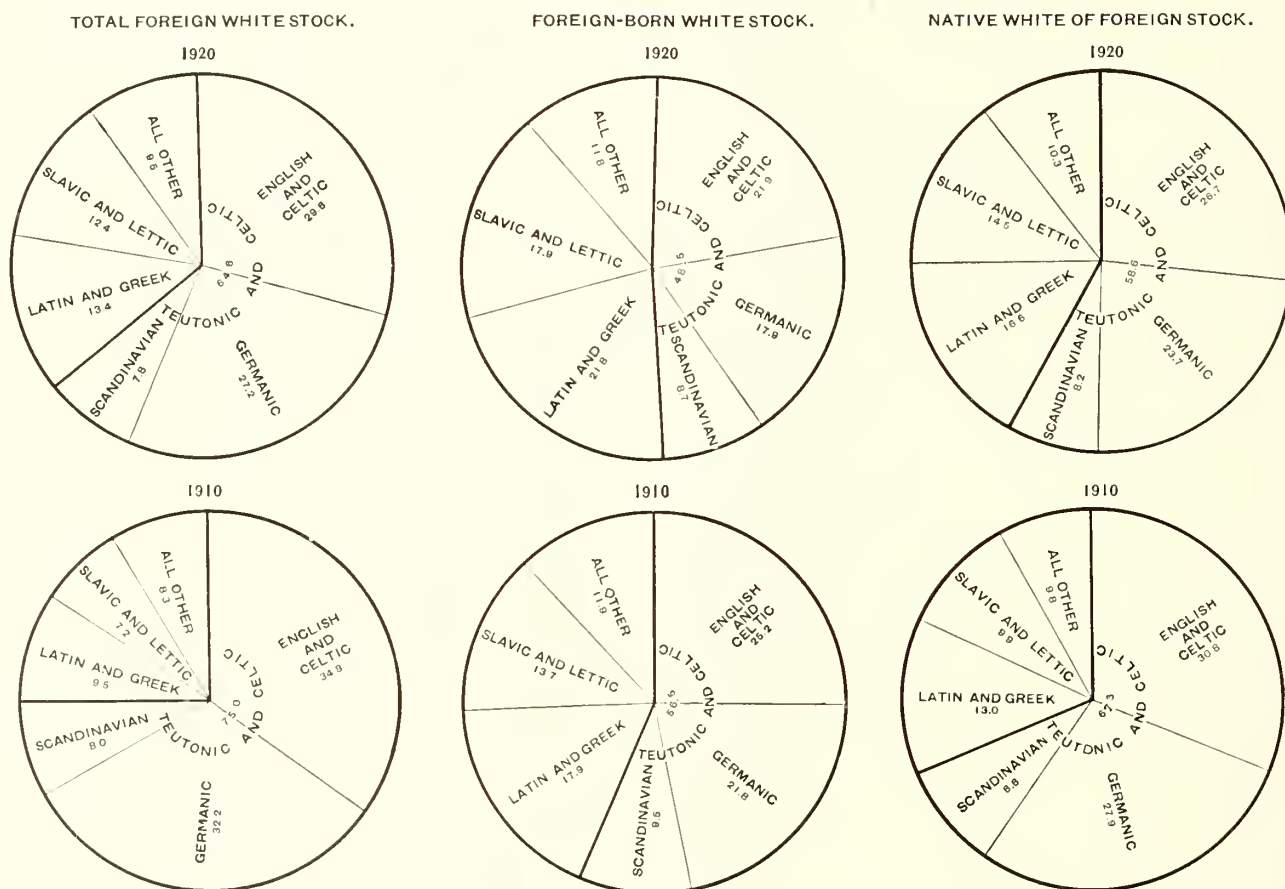 TOTAL FOREIGN WHITE STOCK.
FOREIGN-BORN WHITE STOCK.
NATIVE WHITE OF FOREIGN STOCK.
1920
ENGLISH
AND
CELTIC
29.8
GERMANIC
27.2
SCANDINAVIAN
7.8
TEUTONIC AND CELTIC
64.8
LATIN AND GREEK
13.4
SLAVIC AND LETTIC
12.4
ALL OTHER
9.5
1920
ENGLISH
AND
CELTIC
21.9
GERMANIC
17.9
SCANDINAVIAN
8.7
TEUTONIC AND CELTIC
48.5
LATIN AND GREEK
21.8
SLAVIC AND LETTIC
17.9
ALL OTHER
11.8
1920
ENGLISH
AND
CELTIC
26.7
GERMANIC
23.7
SCANDINAVIAN
8.2
TEUTONIC AND CELTIC
58.6
LATIN AND GREEK
16.6
SLAVIC AND LETTIC
14.5
ALL OTHER
10.3
1910
ENGLISH
AND
CELTIC
34.9
GERMANIC
32.2
SCANDINAVIAN
8.0
TEUTONIC AND CELTIC
75.0
LATIN AND GREEK
9.5
SLAVIC AND LETTIC
7.2
ALL OTHER
8.3
1910
ENGLISH
AND
CELTIC
25.2
GERMANIC
21.8
SCANDINAVIAN
9.5
TEUTONIC AND CELTIC
56.5
LATIN AND GREEK
17.9
SLAVIC AND LETTIC
13.7
ALL OTHER
11.9
1910
ENGLISH
AND
CELTIC
30.8
GERMANIC
27.9
SCANDINAVIAN
8.8
TEUTONIC AND CELTIC
67.3
LATIN AND GREEK
13.0
SLAVIC AND LETTIC
9.9
ALL OTHER
9.8